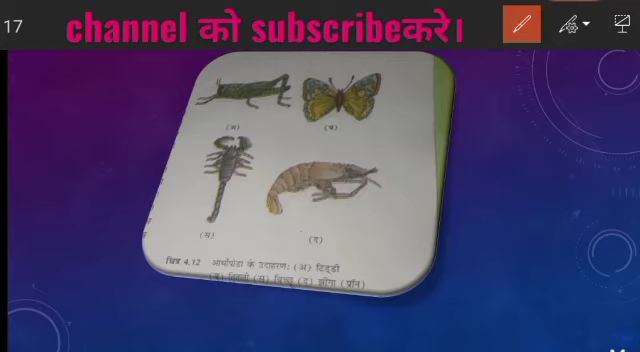 17
channel को subscribeकरे।
(अ)
(ब)
(स)
(द)
चित्र 4.12 आर्थ्रोपोडा के उदाहरण: (अ) टिड्डी
(ब) तितली (स) बिच्छू (द) झींगा (प्रॉन)